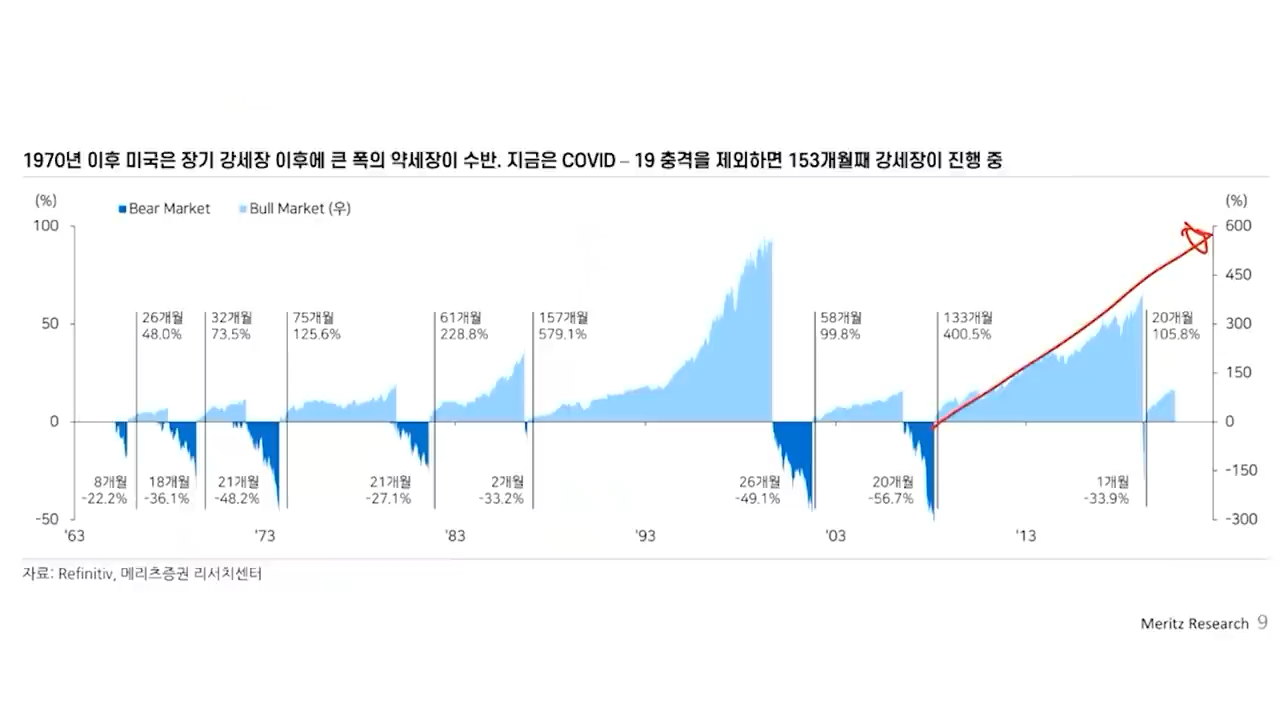 1970년 이후 미국은 장기 강세장 이후에 큰 폭의 약세장이 수반. 지금은 COVID – 19 충격을 제외하면 153개월째 강세장이 진행 중
(%)
(%)
Bear Market
Bull Market (우)
100
50
0
-50
600
450
300
150
0
-150
-300
26개월
48.0%
32개월
73.5%
75개월
125.6%
61개월
228.8%
157개월
579.1%
58개월
99.8%
133개월
400.5%
20개월
105.8%
8개월
-22.2%
18개월
-36.1%
21개월
-48.2%
21개월
-27.1%
2개월
-33.2%
26개월
-49.1%
20개월
-56.7%
1개월
-33.9%
'63
'73
'83
'93
'03
'13
자료: Refinitiv, 메리츠증권 리서치센터
Meritz Research 9